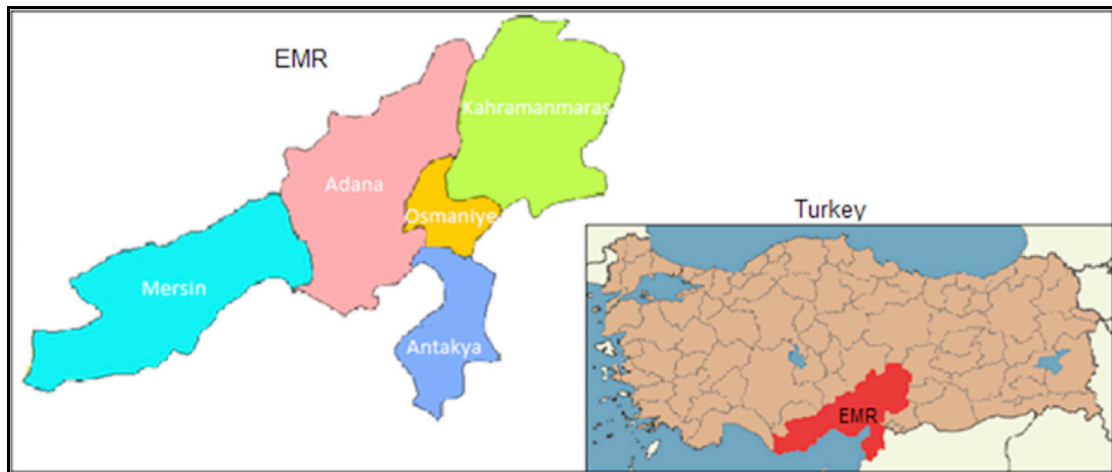 EMR
Kahramanmaras
Adana
Osmaniye
Mersin
Antakya
Turkey
EMR